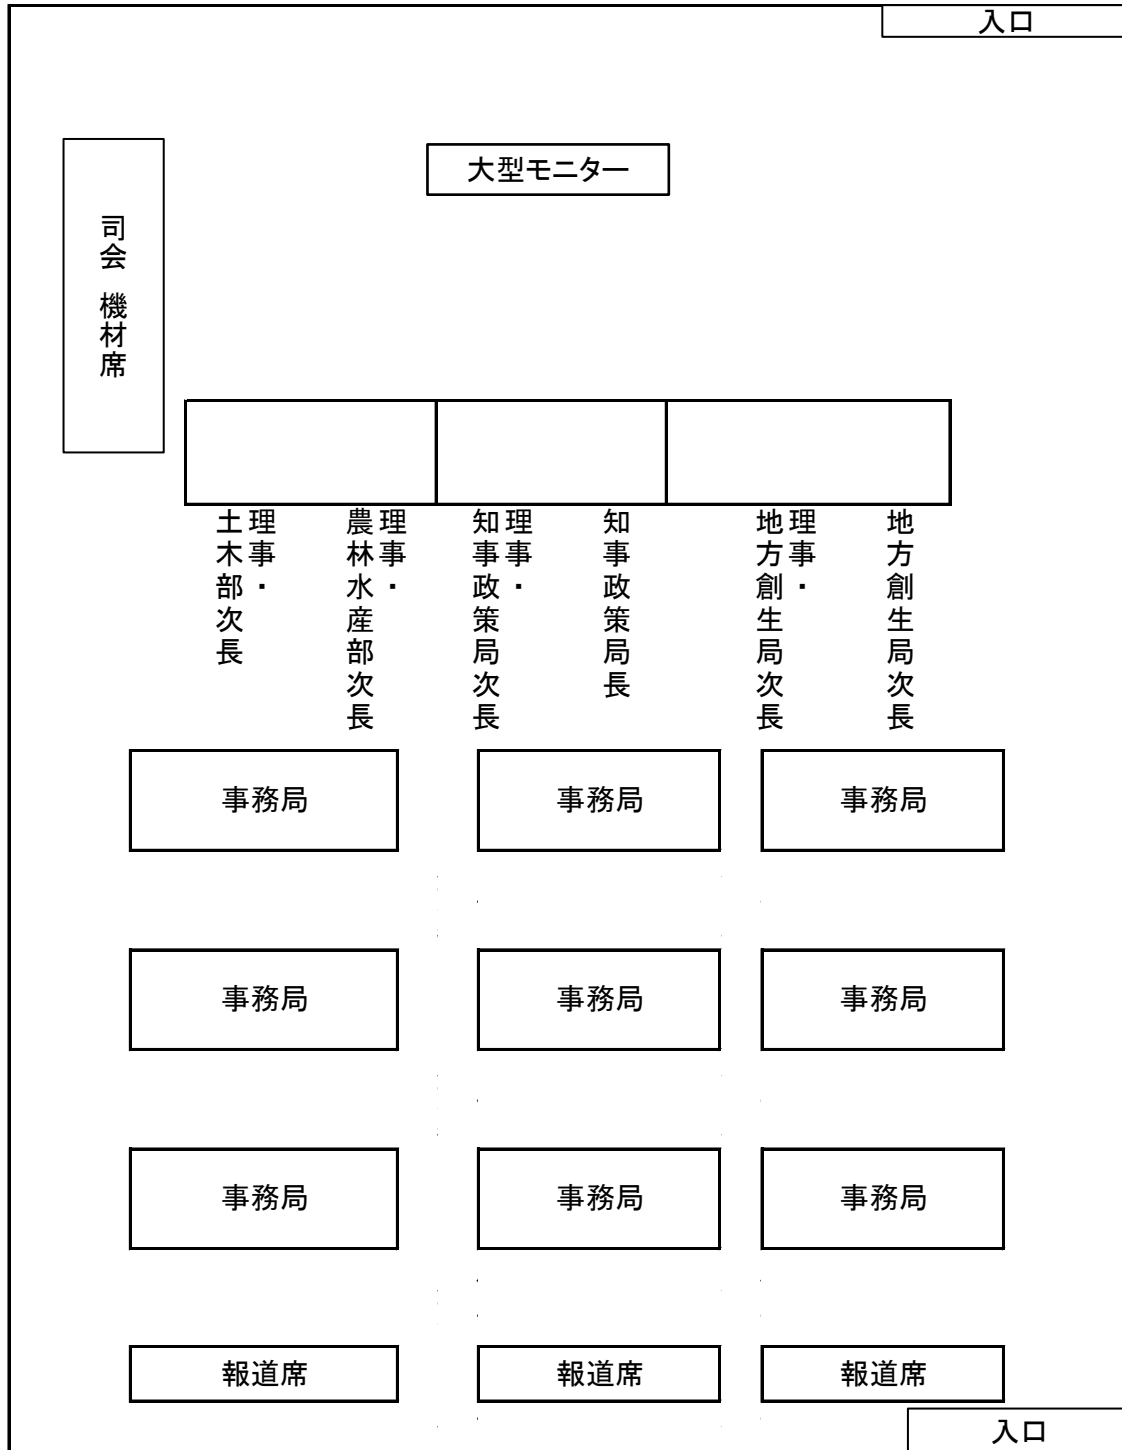 入口
大型モニター
司会 機材席
理事・
土木部次長
理事・
農林水産部次長
理事・
知事政策局次長
知事政策局長
理事・
地方創生局次長
地方創生局次長
事務局
事務局
事務局
事務局
事務局
事務局
事務局
事務局
事務局
報道席
報道席
報道席
入口